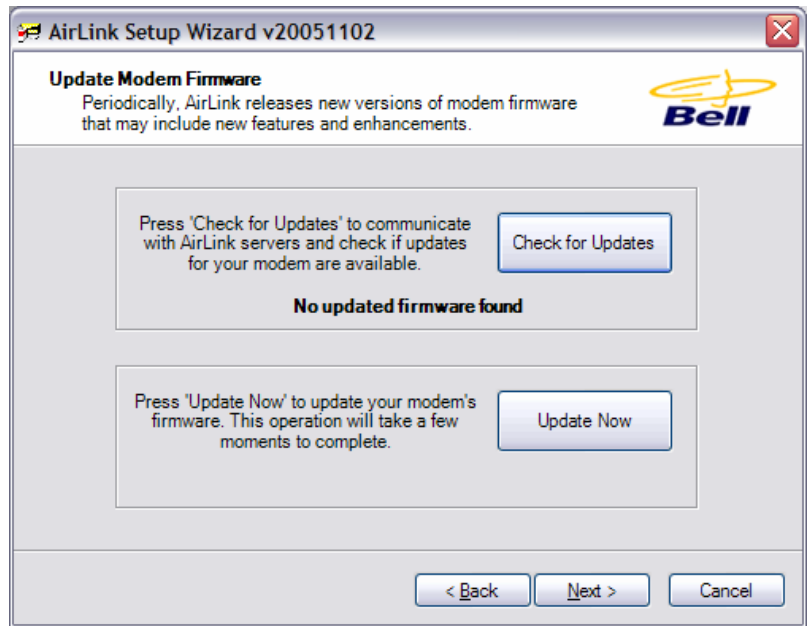 AirLink Setup Wizard v20051102
Update Modem Firmware
Periodically, AirLink releases new versions of modem firmware
that may include new features and enhancements.
Bell
Press 'Check for Updates' to communicate
with AirLink servers and check if updates
for your modem are available.
Check for Updates
No updated firmware found
Press 'Update Now' to update your modem's
firmware. This operation will take a few
moments to complete.
Update Now
< Back
Next >
Cancel